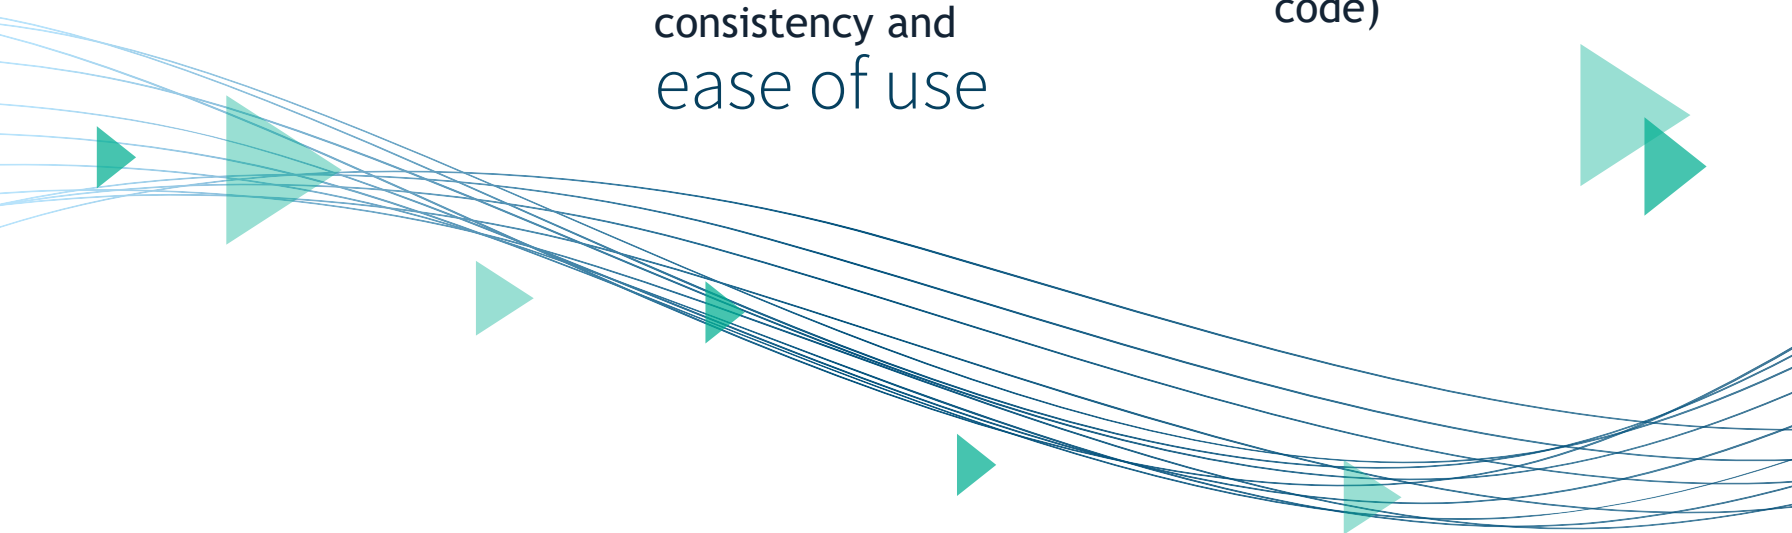 consistency and
ease of use
code)